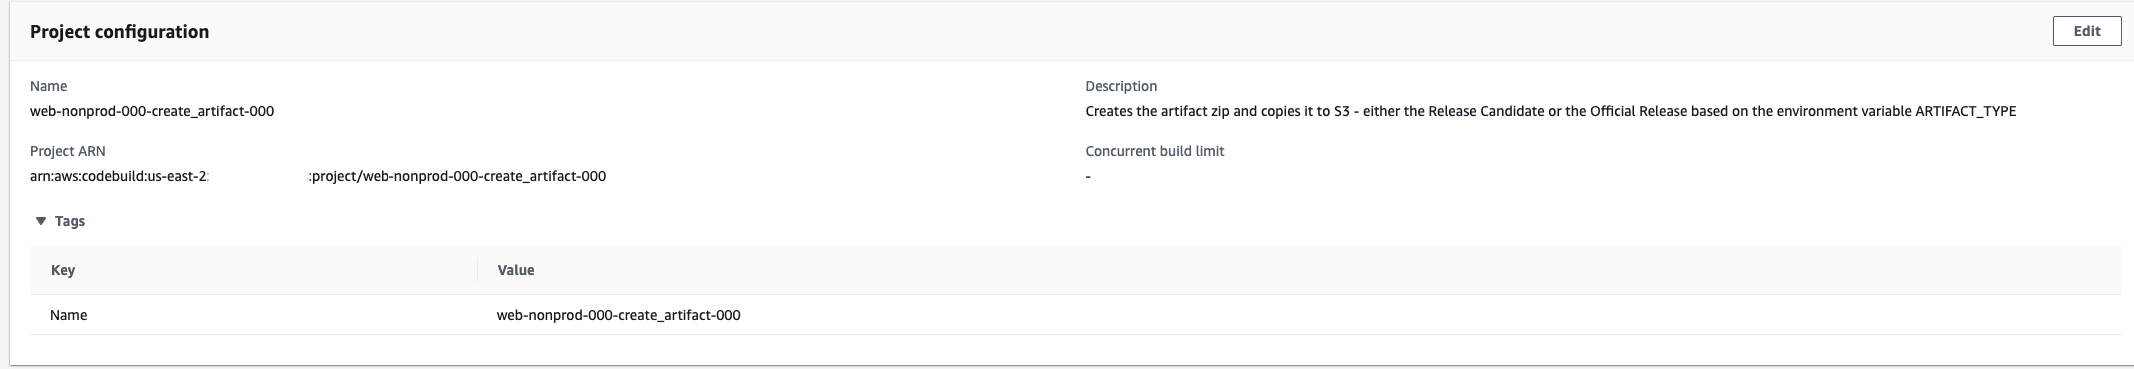 Project configuration
Edit
Name
web-nonprod-000-create_artifact-000
Description
Creates the artifact zip and copies it to S3 - either the Release Candidate or the Official Release based on the environment variable ARTIFACT_TYPE
Project ARN
arn:aws:codebuild:us-east-2: :project/web-nonprod-000-create_artifact-000
Concurrent build limit
-
Tags
Key Value
Name web-nonprod-000-create_artifact-000